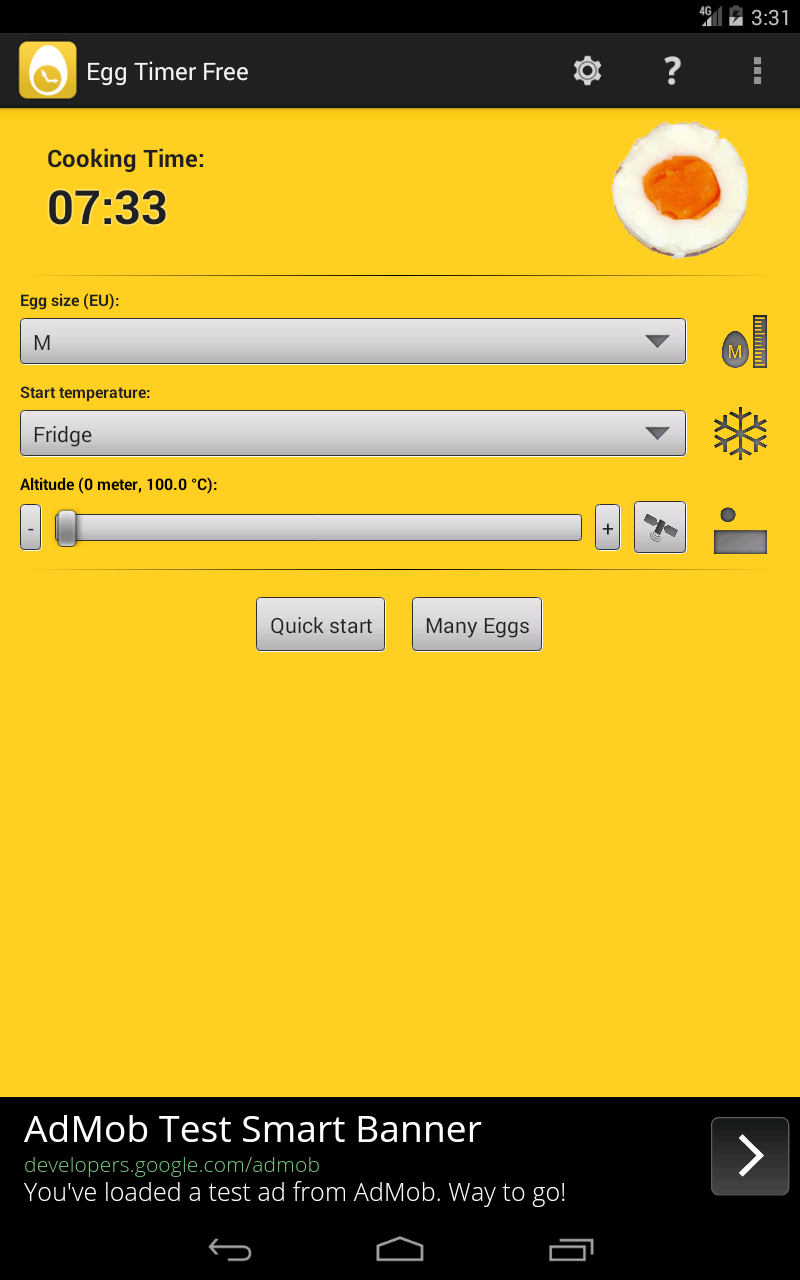 4G 3:31
Egg Timer Free
Cooking Time:
07:33
Egg size (EU):
M
M
Start temperature:
Fridge
Altitude (0 meter, 100.0 °C):
- +
Quick start Many Eggs
AdMob Test Smart Banner
developers.google.com/admob
You've loaded a test ad from AdMob. Way to go!